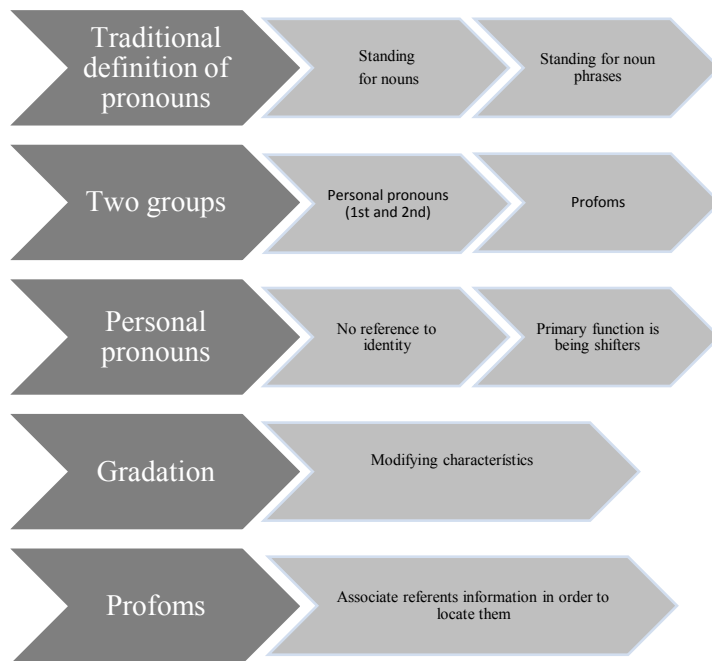 Traditional
definition of
pronouns
Standing
for nouns
Standing for noun
phrases
Two groups
Personal pronouns
(1st and 2nd)
Profoms
Personal
pronouns
No reference to
identity
Primary function is
being shifters
Gradation
Modifying característics
Profoms
Associate referents information in order to
locate them